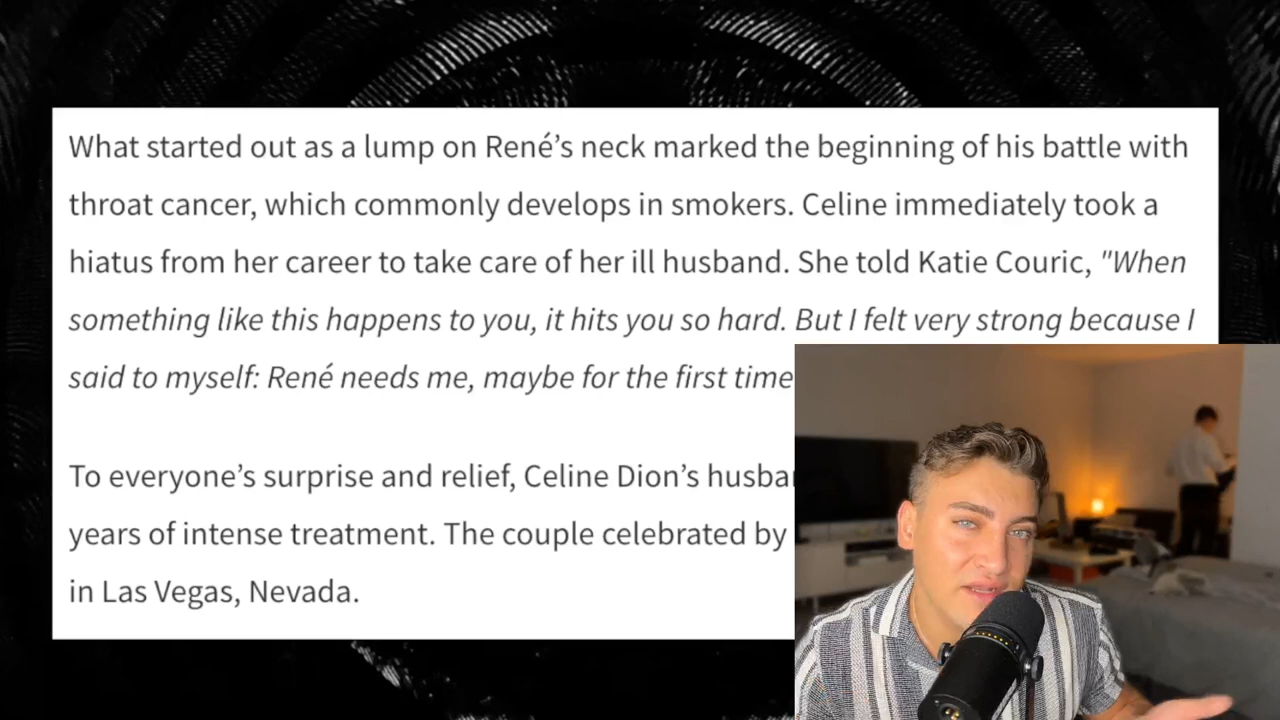 What started out as a lump on René’s neck marked the beginning of his battle with
throat cancer, which commonly develops in smokers. Celine immediately took a
hiatus from her career to take care of her ill husband. She told Katie Couric, "When
something like this happens to you, it hits you so hard. But I felt very strong because I
said to myself: René needs me, maybe for the first time
To everyone’s surprise and relief, Celine Dion’s
years of intense treatment. The couple celebrated by
in Las Vegas, Nevada.